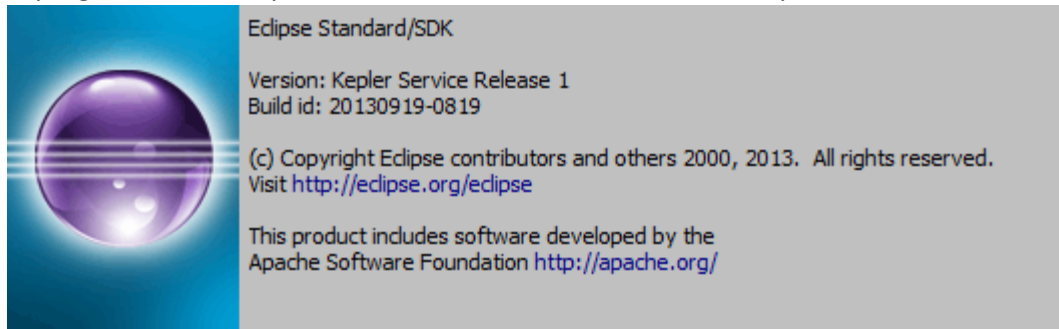 Eclipse Standard/SDK
Version: Kepler Service Release 1
Build id: 20130919-0819
(c) Copyright Eclipse contributors and others 2000, 2013.  All rights reserved.
Visit http://eclipse.org/eclipse
This product includes software developed by the
Apache Software Foundation http://apache.org/